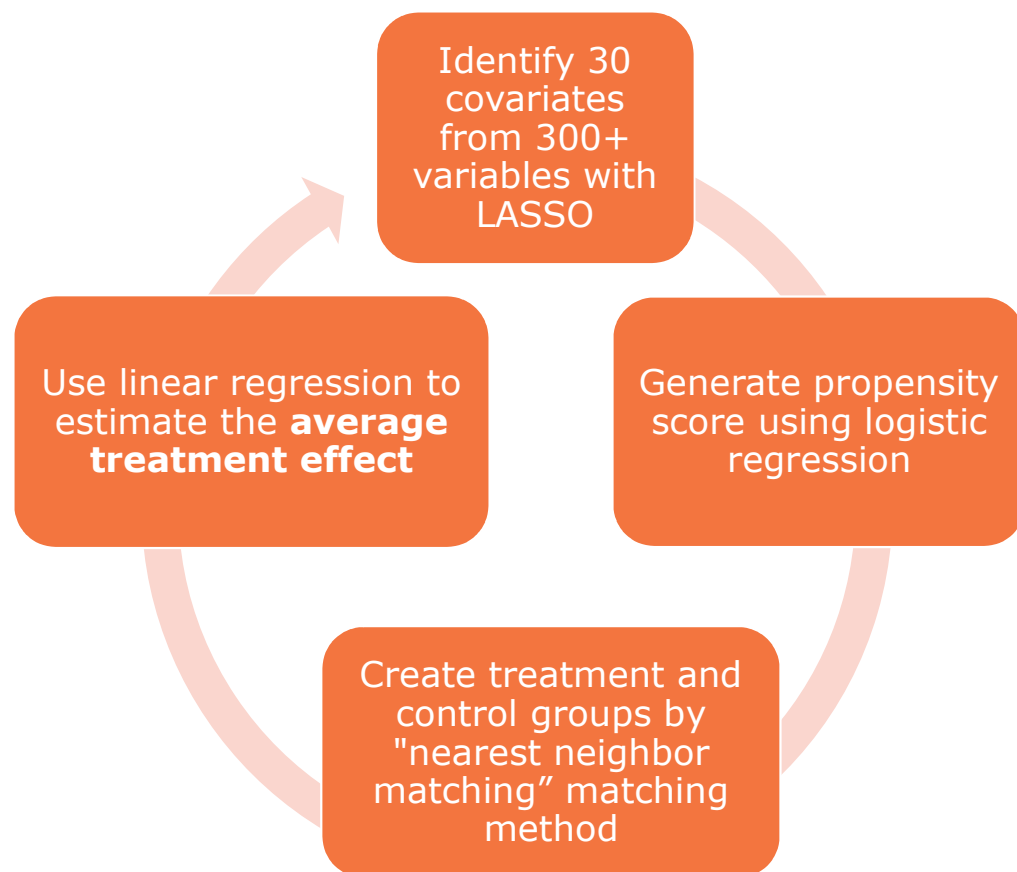 Identify 30
covariates
from 300+
variables with
LASSO
Generate propensity
score using logistic
regression
Create treatment and
control groups by
"nearest neighbor
matching” matching
method
Use linear regression to
estimate the average
treatment effect